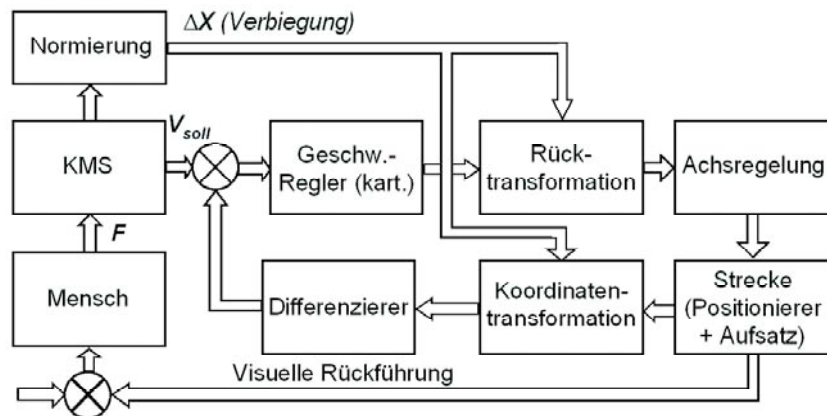 ΔX (Verbiegung)
Normierung
V_soll
KMS
Geschw.-
Regler (kart.)
Rück-
transformation
Achsregelung
F
Mensch
Differenzierer
Koordinaten-
transformation
Strecke
(Positionierer
+ Aufsatz)
Visuelle Rückführung